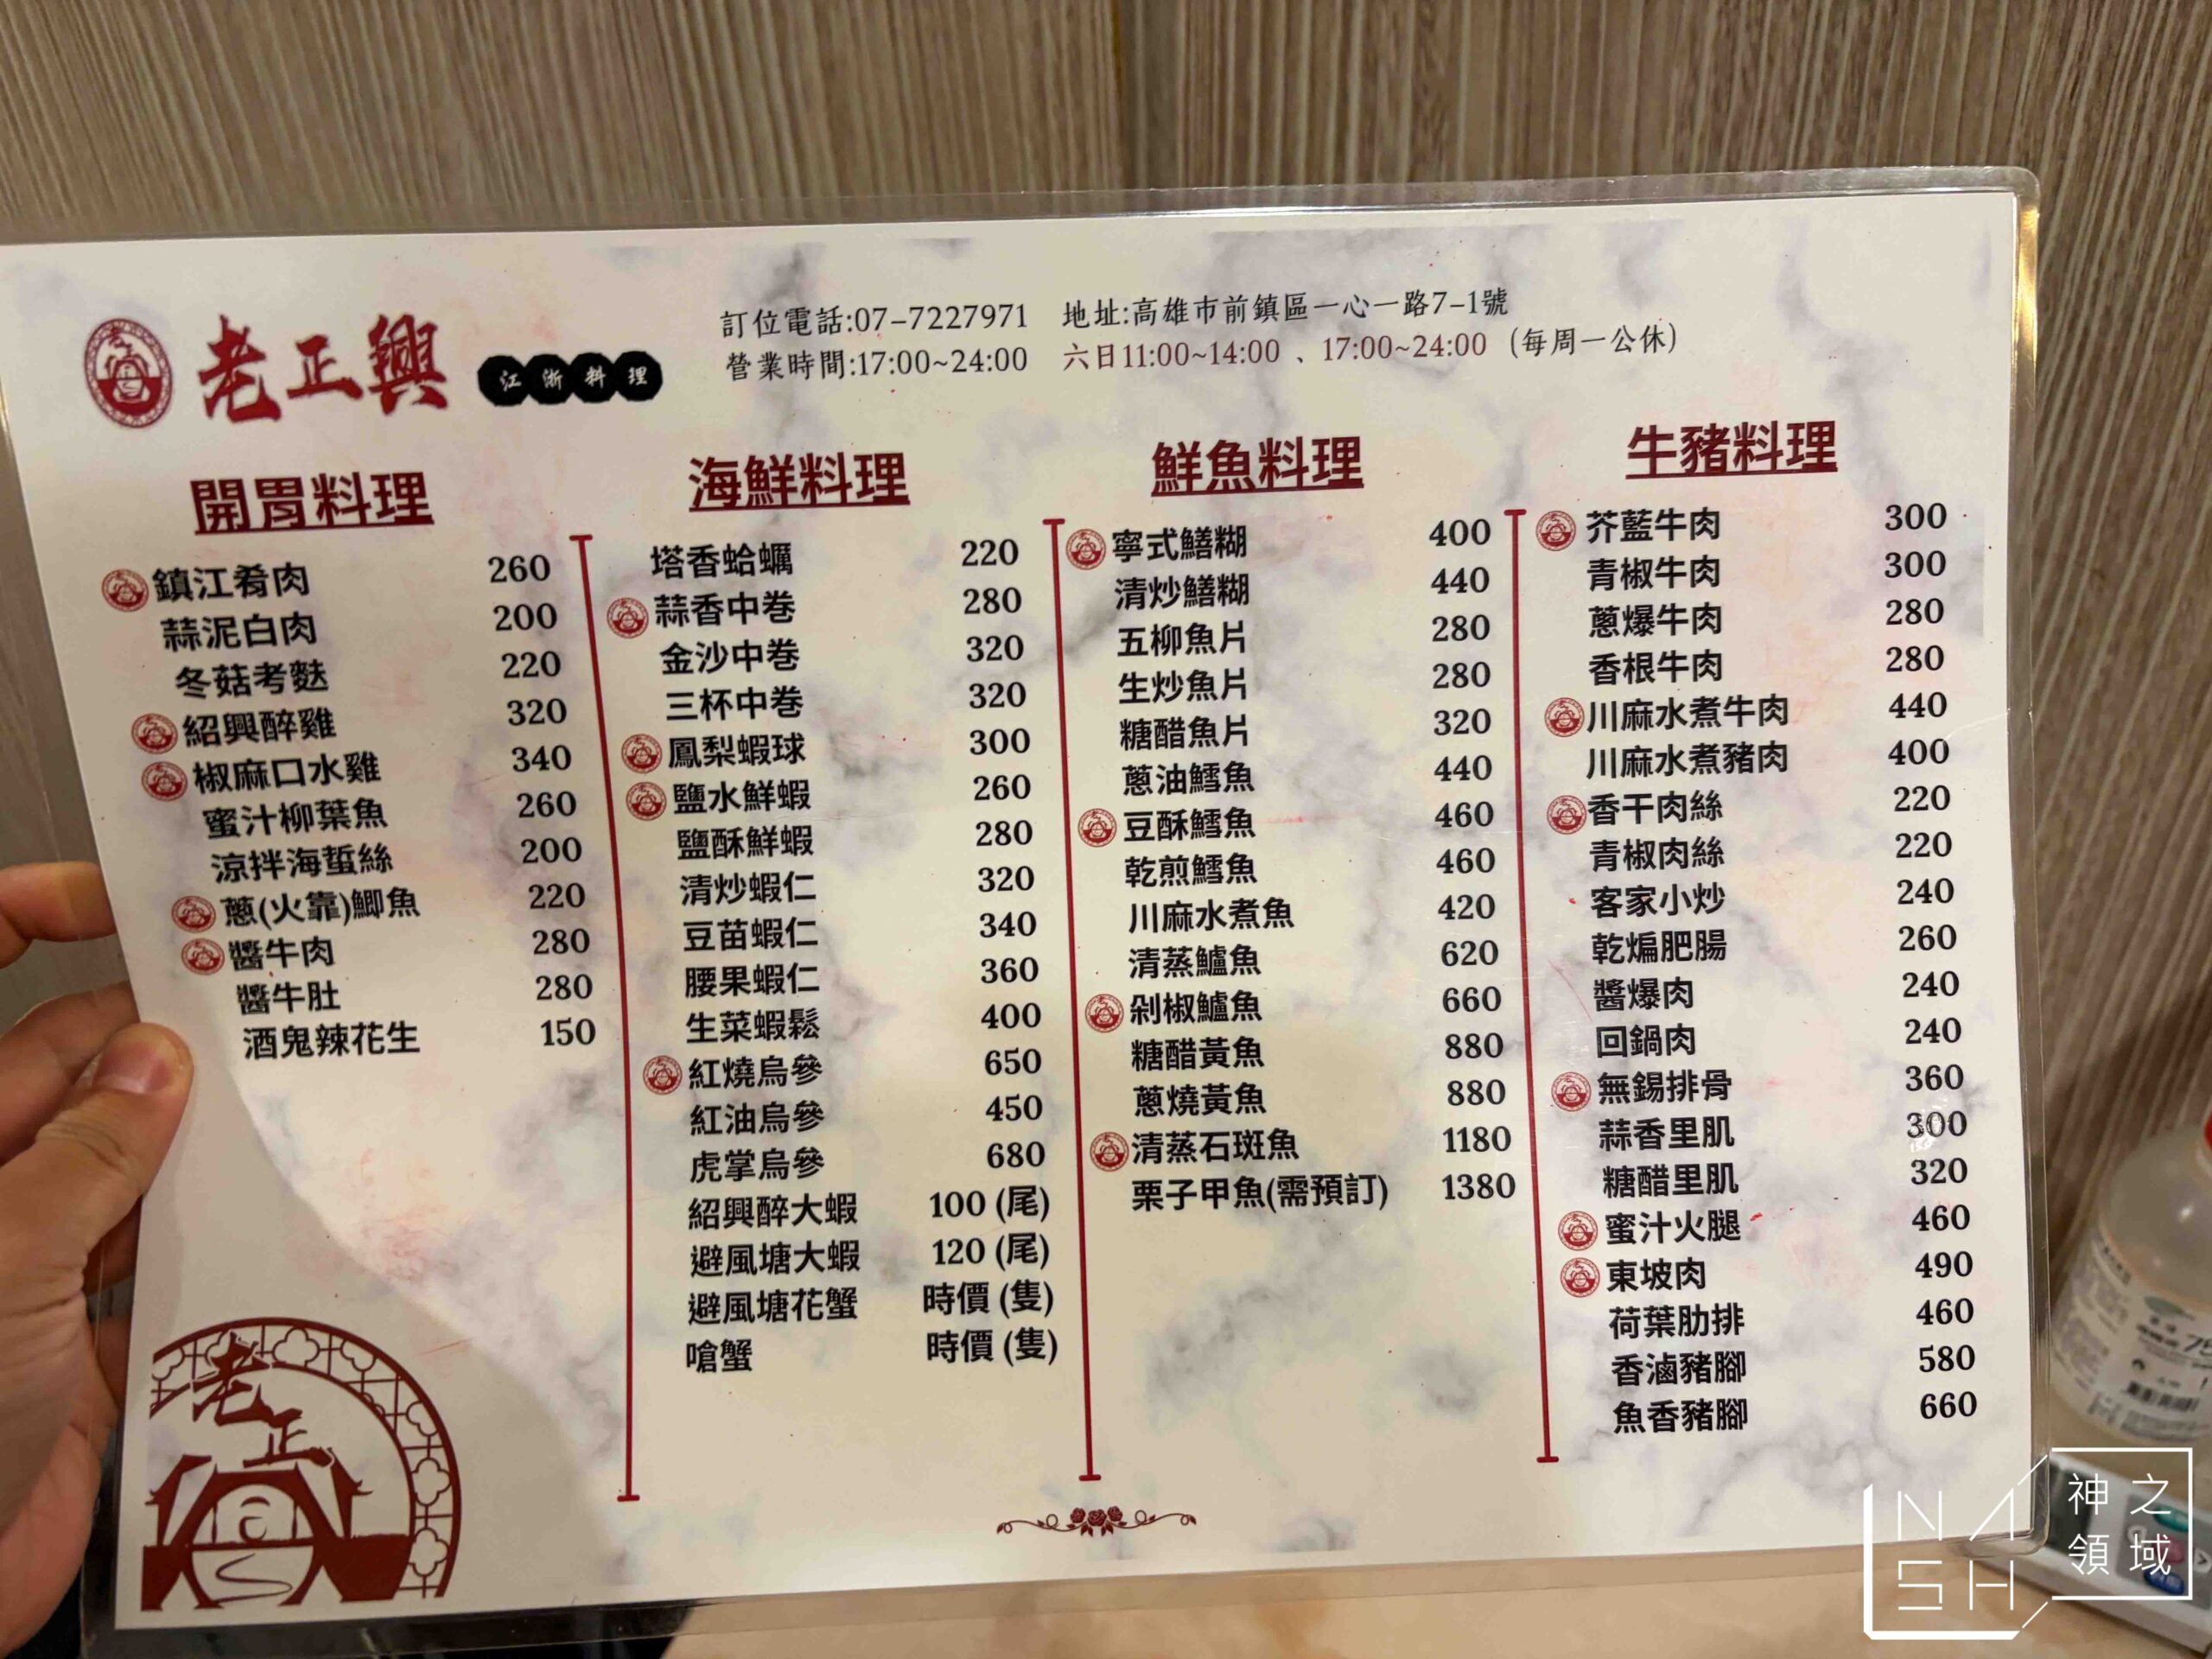 老正興
江浙料理
訂位電話:07-7227971 地址:高雄市前鎮區一心一路7-1號
營業時間:17:00~24:00 六日11:00~14:00 、17:00~24:00 (每周一公休)
開胃料理
鎮江肴肉 260
蒜泥白肉 200
冬菇考麩 220
紹興醉雞 320
椒麻口水雞 340
蜜汁柳葉魚 260
涼拌海蜇絲 200
蔥(火靠)鯽魚 220
醬牛肉 280
醬牛肚 280
酒鬼辣花生 150
海鮮料理
塔香蛤蠣 220
蒜香中卷 280
金沙中卷 320
三杯中卷 320
鳳梨蝦球 300
鹽水鮮蝦 260
鹽酥鮮蝦 280
清炒蝦仁 320
豆苗蝦仁 340
腰果蝦仁 360
生菜蝦鬆 400
紅燒烏參 650
紅油烏參 450
虎掌烏參 680
紹興醉大蝦 100 (尾)
避風塘大蝦 120 (尾)
避風塘花蟹 時價 (隻)
嗆蟹 時價 (隻)
鮮魚料理
寧式鱔糊 400
清炒鱔糊 440
五柳魚片 280
生炒魚片 280
糖醋魚片 320
蔥油鱈魚 440
豆酥鱈魚 460
乾煎鱈魚 460
川麻水煮魚 420
清蒸鱸魚 620
剁椒鱸魚 660
糖醋黃魚 880
蔥燒黃魚 880
清蒸石斑魚 1180
栗子甲魚(需預訂) 1380
牛豬料理
芥藍牛肉 300
青椒牛肉 300
蔥爆牛肉 280
香根牛肉 280
川麻水煮牛肉 440
川麻水煮豬肉 400
香干肉絲 220
青椒肉絲 220
客家小炒 240
乾煸肥腸 260
醬爆肉 240
回鍋肉 240
無錫排骨 360
蒜香里肌 300
糖醋里肌 320
蜜汁火腿 460
東坡肉 490
荷葉肋排 460
香滷豬腳 580
魚香豬腳 660
老正
NASH
神之
領域